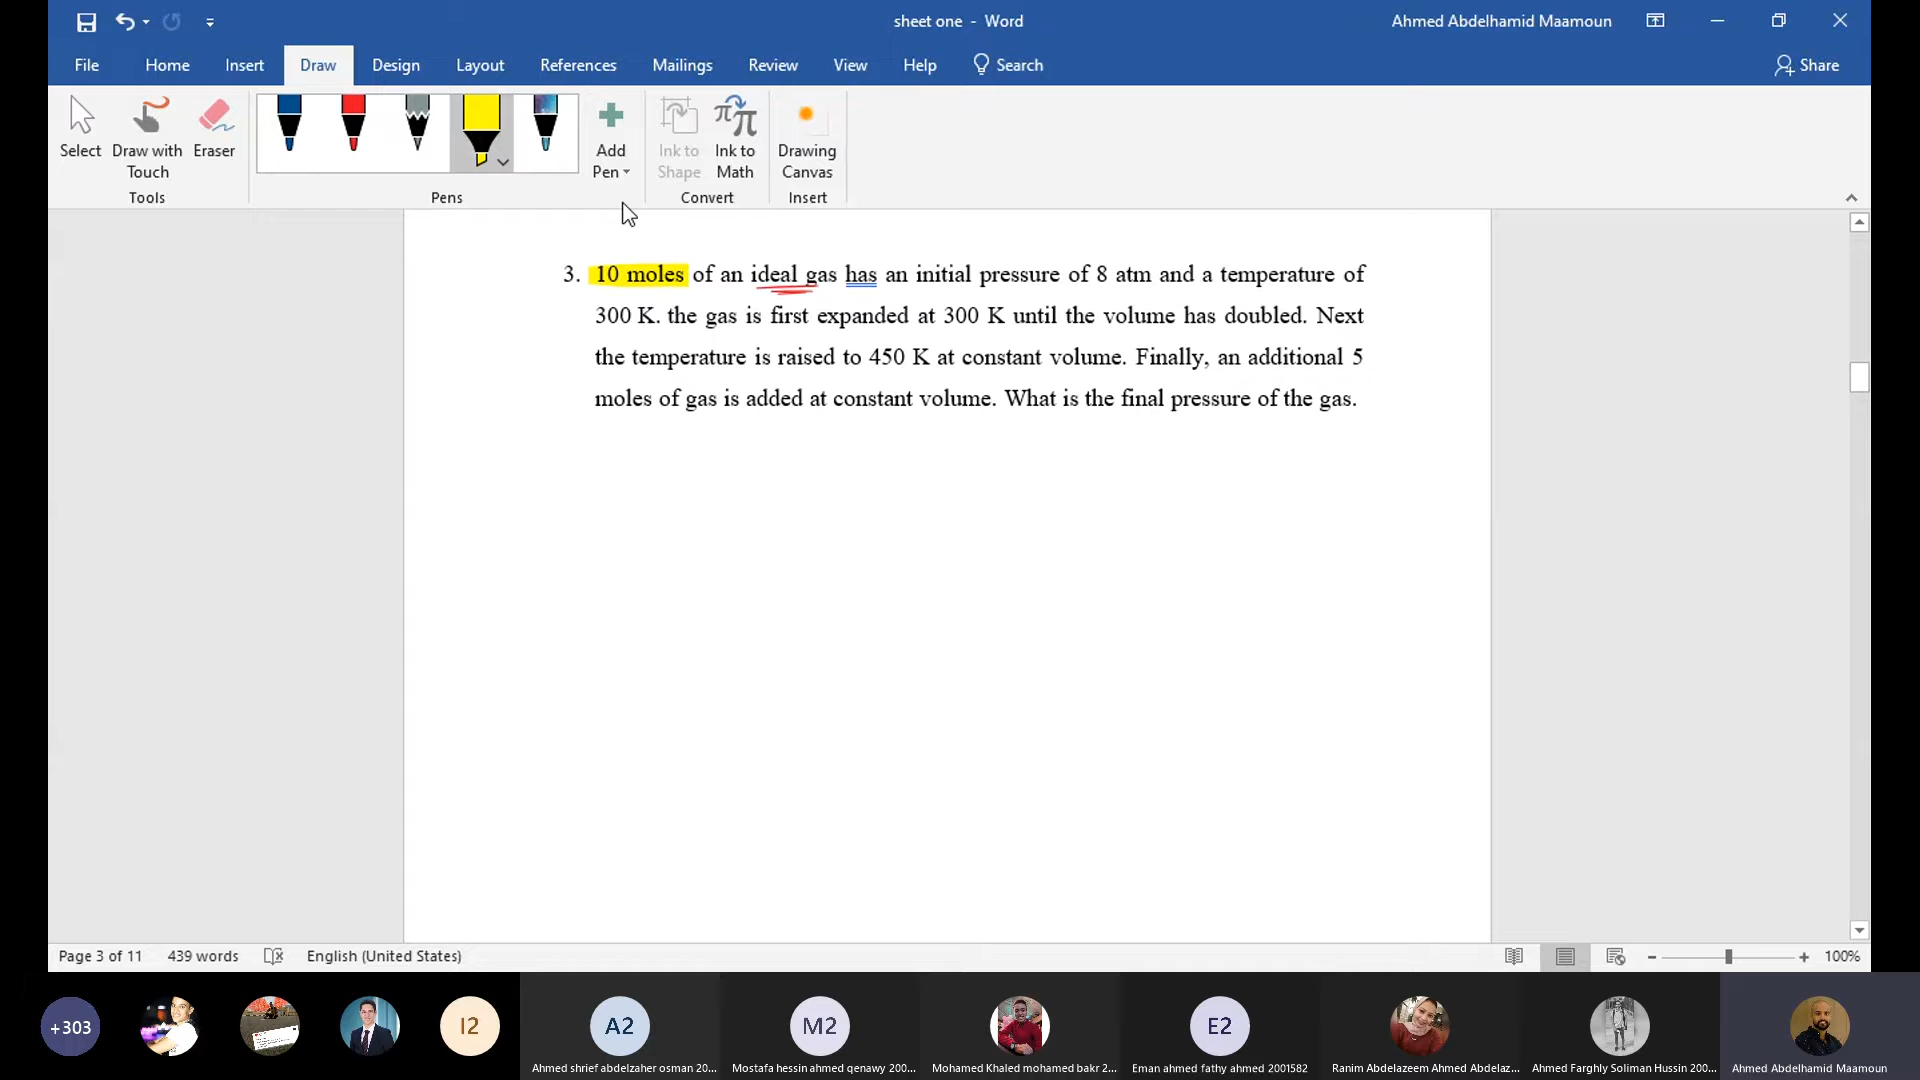 sheet one - Word
Ahmed Abdelhamid Maamoun
File Home Insert Draw Design Layout References Mailings Review View Help Search Share
Select Draw with Touch Eraser Add Pen Ink to Shape Ink to Math Drawing Canvas
Tools Pens Convert Insert
3. 10 moles of an ideal gas has an initial pressure of 8 atm and a temperature of
300 K. the gas is first expanded at 300 K until the volume has doubled. Next
the temperature is raised to 450 K at constant volume. Finally, an additional 5
moles of gas is added at constant volume. What is the final pressure of the gas.
Page 3 of 11 439 words English (United States) 100%
+303 I2 A2 M2 E2
Ahmed shrief abdelzaher osman 20... Mostafa hessin ahmed qenawy 200... Mohamed Khaled mohamed bakr 2... Eman ahmed fathy ahmed 2001582 Ranim Abdelazeem Ahmed Abdelaz... Ahmed Farghly Soliman Hussin 200... Ahmed Abdelhamid Maamoun